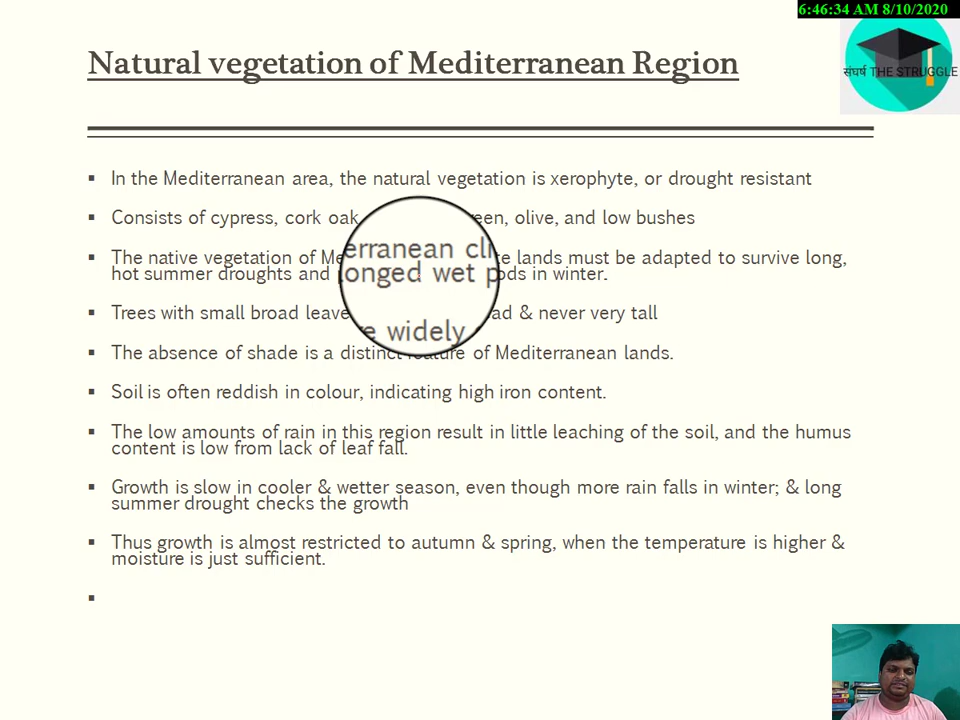 6:46:34 AM 8/10/2020
Natural vegetation of Mediterranean Region
संघर्ष THE STRUGGLE
▪ In the Mediterranean area, the natural vegetation is xerophyte, or drought resistant
▪ Consists of cypress, cork oak, olive, and low bushes
▪ The native vegetation of erranean lands must be adapted to survive long,
hot summer droughts and onged wet in winter.
▪ Trees with small broad widely & never very tall
▪ The absence of shade is a distinct of Mediterranean lands.
▪ Soil is often reddish in colour, indicating high iron content.
▪ The low amounts of rain in this region result in little leaching of the soil, and the humus
content is low from lack of leaf fall.
▪ Growth is slow in cooler & wetter season, even though more rain falls in winter; & long
summer drought checks the growth
▪ Thus growth is almost restricted to autumn & spring, when the temperature is higher &
moisture is just sufficient.